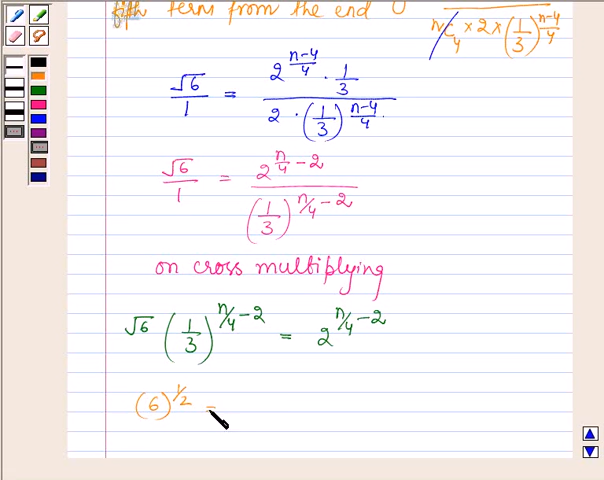 fifth terms from the end
ⁿC₄ × 2 × (1/3)^((n-4)/4)
√6/1 = (2^((n-4)/4) · 1/3) / (2 · (1/3)^((n-4)/4))
√6/1 = 2^(n/4 - 2) / (1/3)^(n/4 - 2)
on cross multiplying
√6 (1/3)^(n/4 - 2) = 2^(n/4 - 2)
(6)^(1/2) =